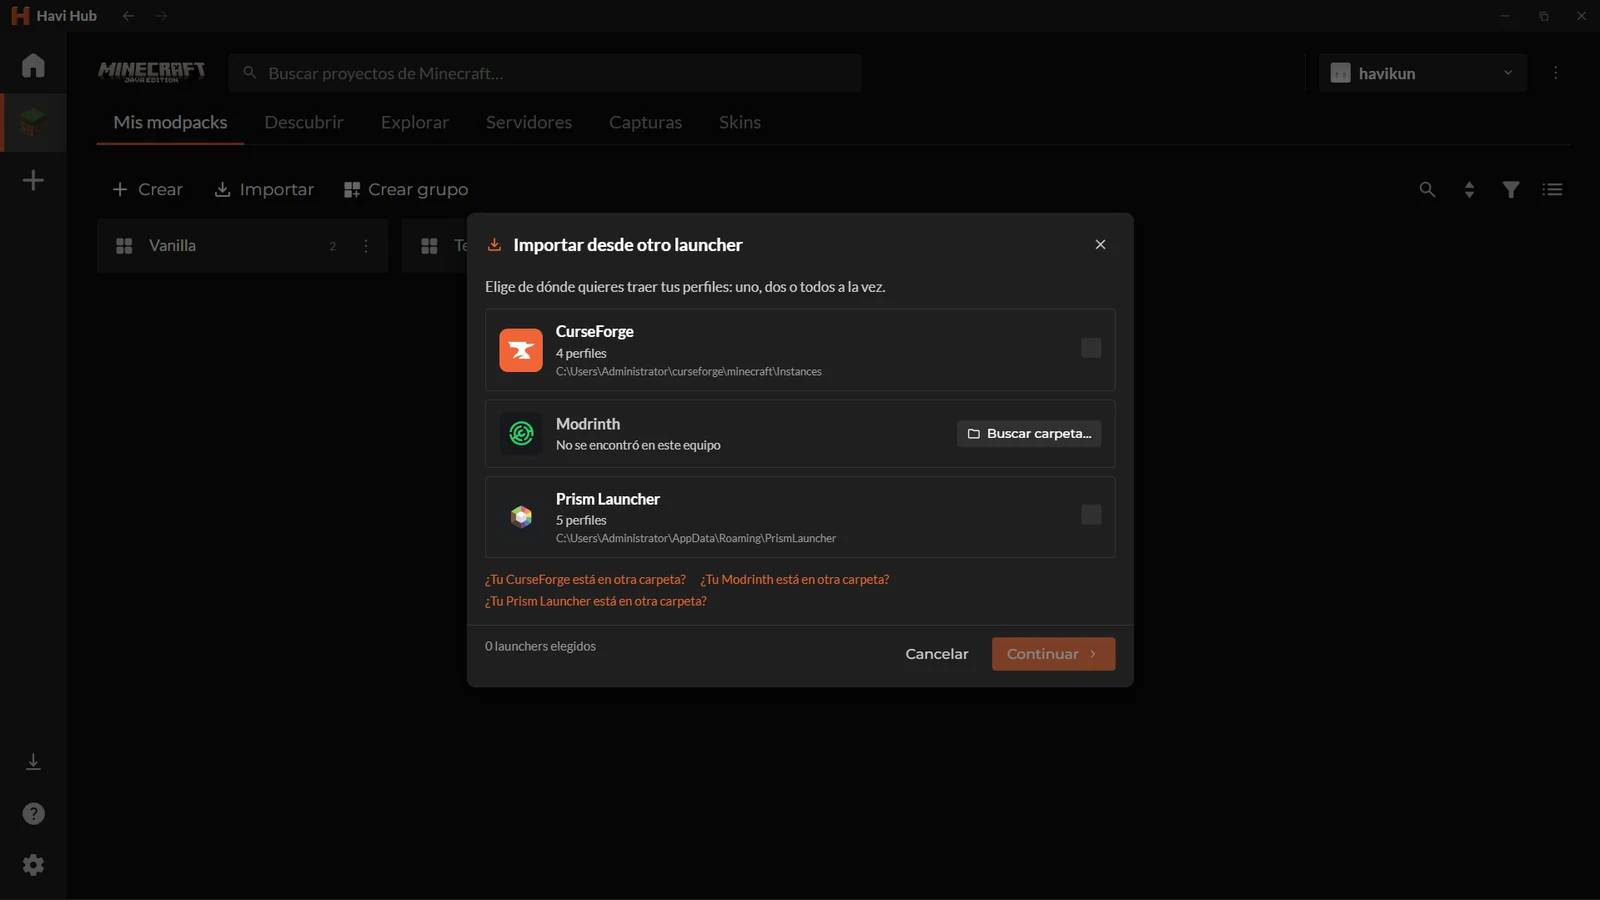 Havi Hub
MINECRAFT
JAVA EDITION
Buscar proyectos de Minecraft...
havikun
Mis modpacks
Descubrir
Explorar
Servidores
Capturas
Skins
Crear
Importar
Crear grupo
Vanilla
2
Te
Importar desde otro launcher
Elige de dónde quieres traer tus perfiles: uno, dos o todos a la vez.
CurseForge
4 perfiles
C:\Users\Administrator\curseforge\minecraft\Instances
Modrinth
No se encontró en este equipo
Buscar carpeta...
Prism Launcher
5 perfiles
C:\Users\Administrator\AppData\Roaming\PrismLauncher
¿Tu CurseForge está en otra carpeta?
¿Tu Modrinth está en otra carpeta?
¿Tu Prism Launcher está en otra carpeta?
0 launchers elegidos
Cancelar
Continuar